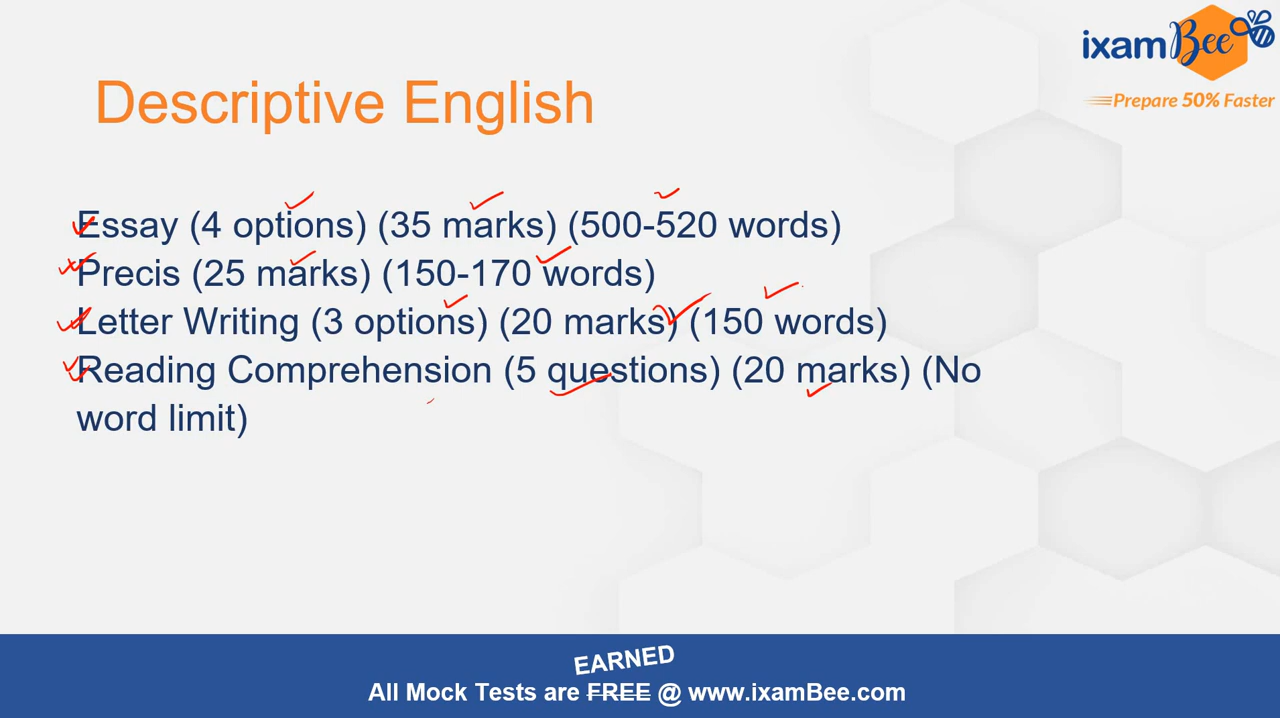 ixamBee
Prepare 50% Faster
Descriptive English
Essay (4 options) (35 marks) (500-520 words)
Precis (25 marks) (150-170 words)
Letter Writing (3 options) (20 marks) (150 words)
Reading Comprehension (5 questions) (20 marks) (No
word limit)
EARNED
All Mock Tests are FREE @ www.ixamBee.com